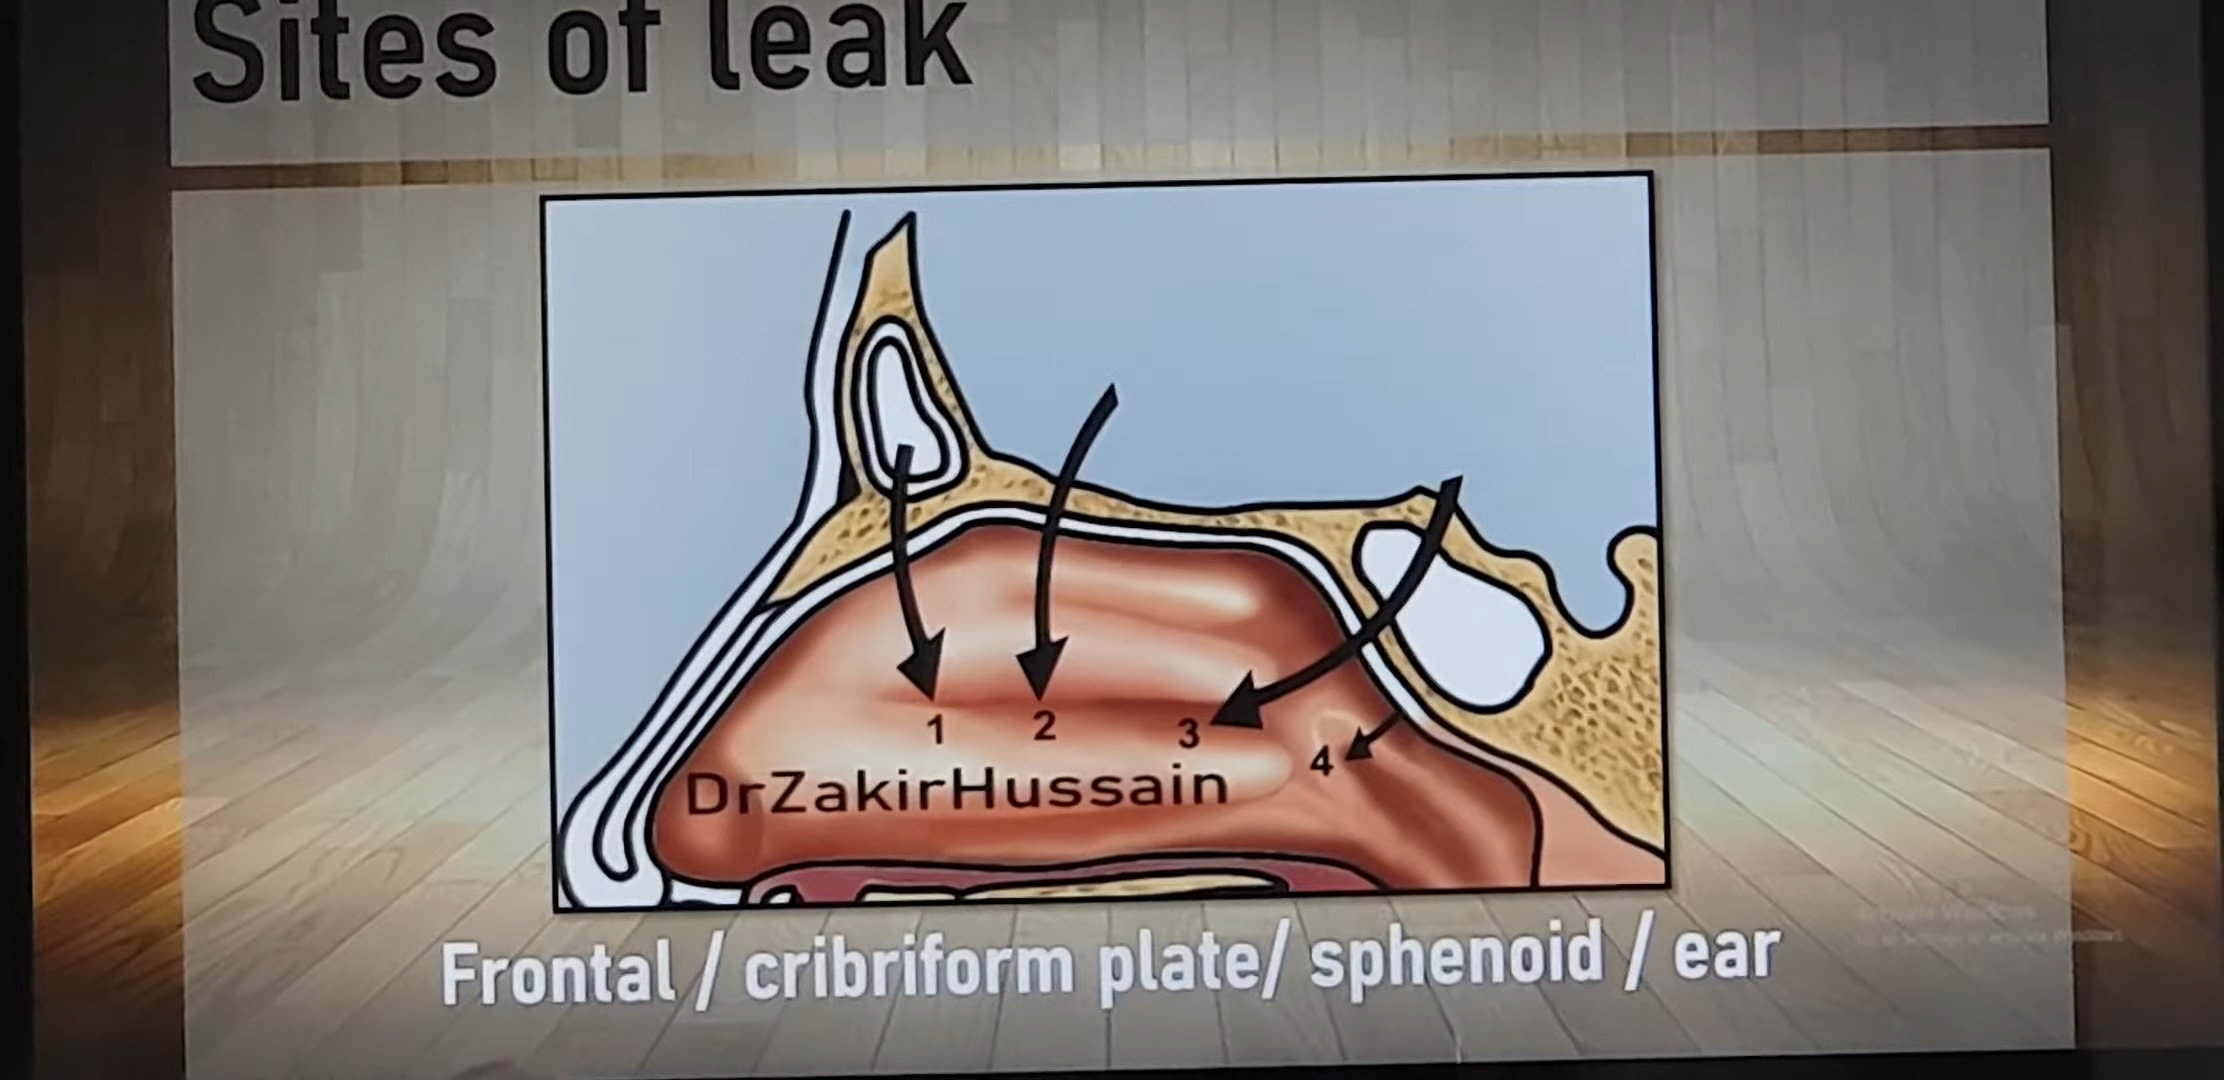 Sites of leak
1
2
3
4
DrZakirHussain
Frontal / cribriform plate/ sphenoid / ear